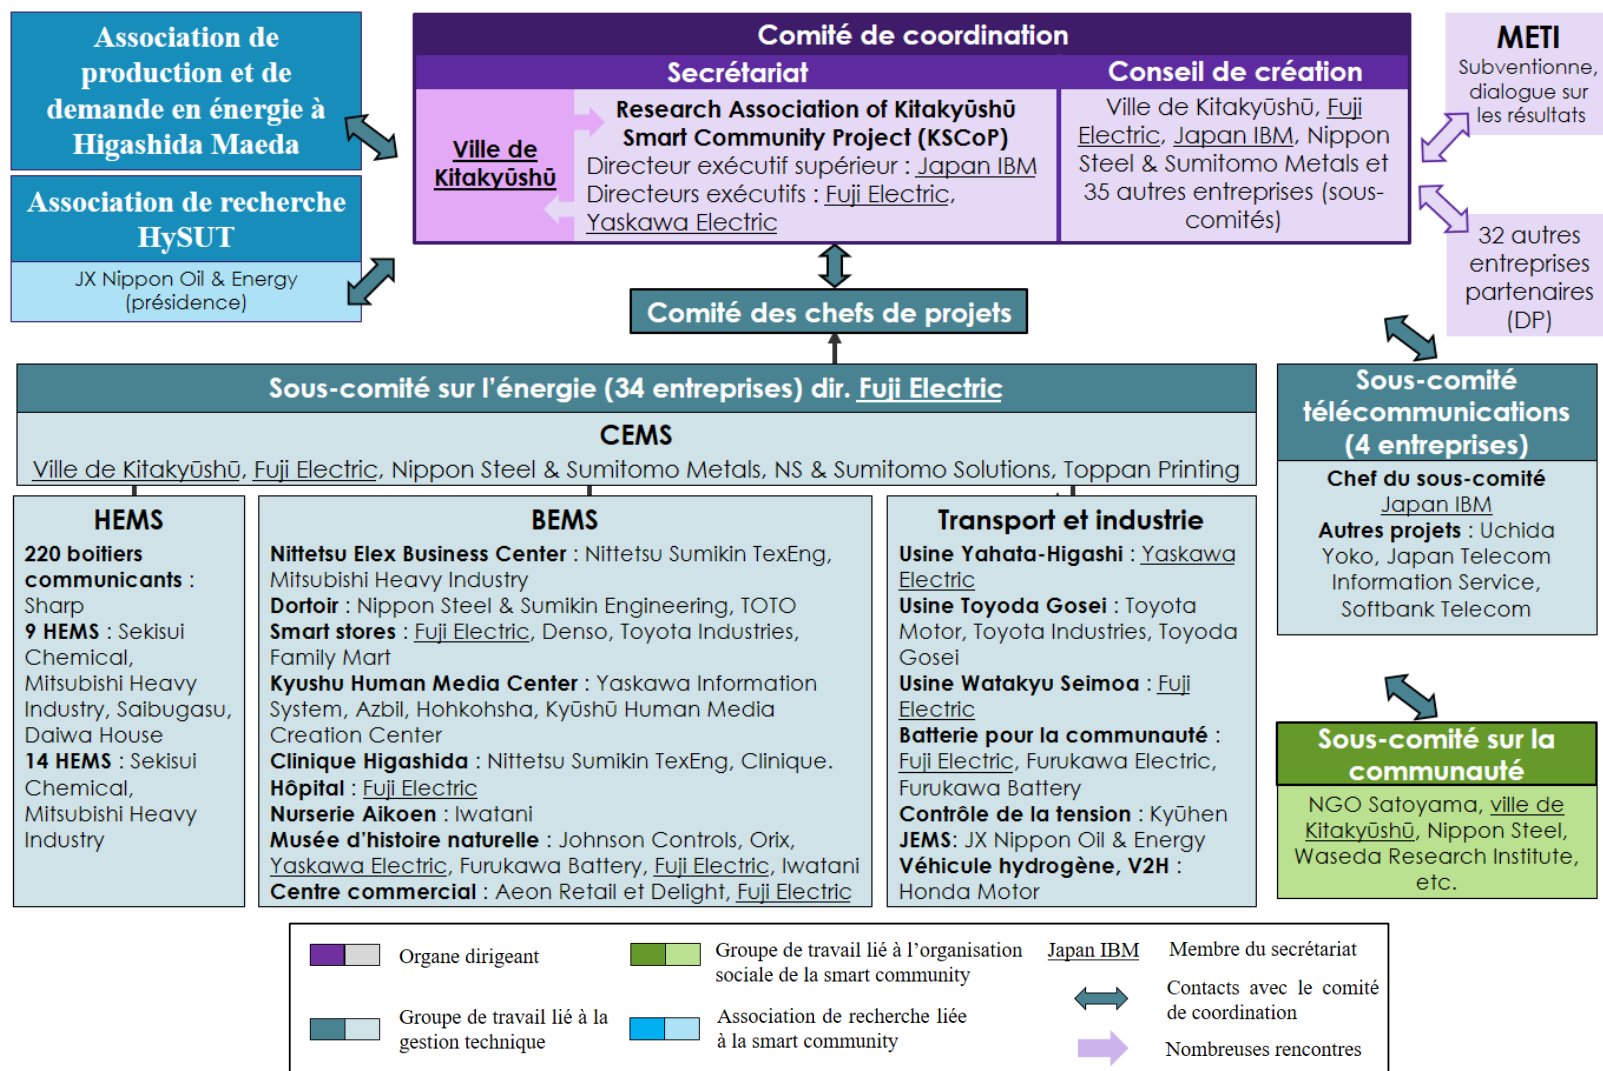 Association de
production et de
demande en énergie à
Higashida Maeda
Association de recherche
HySUT
JX Nippon Oil & Energy
(présidence)
Comité de coordination
Secrétariat
Ville de
Kitakyūshū
Research Association of Kitakyūshū
Smart Community Project (KSCoP)
Directeur exécutif supérieur : Japan IBM
Directeurs exécutifs : Fuji Electric,
Yaskawa Electric
Conseil de création
Ville de Kitakyūshū, Fuji
Electric, Japan IBM, Nippon
Steel & Sumitomo Metals et
35 autres entreprises (sous-
comités)
METI
Subventionne,
dialogue sur
les résultats
32 autres
entreprises
partenaires
(DP)
Comité des chefs de projets
Sous-comité sur l’énergie (34 entreprises) dir. Fuji Electric
CEMS
Ville de Kitakyūshū, Fuji Electric, Nippon Steel & Sumitomo Metals, NS & Sumitomo Solutions, Toppan Printing
HEMS
220 boitiers
communicants :
Sharp
9 HEMS : Sekisui
Chemical,
Mitsubishi Heavy
Industry, Saibugasu,
Daiwa House
14 HEMS : Sekisui
Chemical,
Mitsubishi Heavy
Industry
BEMS
Nittetsu Elex Business Center : Nittetsu Sumikin TexEng,
Mitsubishi Heavy Industry
Dortoir : Nippon Steel & Sumikin Engineering, TOTO
Smart stores : Fuji Electric, Denso, Toyota Industries,
Family Mart
Kyushu Human Media Center : Yaskawa Information
System, Azbil, Hohkohsha, Kyūshū Human Media
Creation Center
Clinique Higashida : Nittetsu Sumikin TexEng, Clinique.
Hôpital : Fuji Electric
Nurserie Aikoen : Iwatani
Musée d’histoire naturelle : Johnson Controls, Orix,
Yaskawa Electric, Furukawa Battery, Fuji Electric, Iwatani
Centre commercial : Aeon Retail et Delight, Fuji Electric
Transport et industrie
Usine Yahata-Higashi : Yaskawa
Electric
Usine Toyoda Gosei : Toyota
Motor, Toyota Industries, Toyoda
Gosei
Usine Watakyu Seimoa : Fuji
Electric
Batterie pour la communauté :
Fuji Electric, Furukawa Electric,
Furukawa Battery
Contrôle de la tension : Kyūhen
JEMS: JX Nippon Oil & Energy
Véhicule hydrogène, V2H :
Honda Motor
Sous-comité
télécommunications
(4 entreprises)
Chef du sous-comité
Japan IBM
Autres projets : Uchida
Yoko, Japan Telecom
Information Service,
Softbank Telecom
Sous-comité sur la
communauté
NGO Satoyama, ville de
Kitakyūshū, Nippon Steel,
Waseda Research Institute,
etc.
Organe dirigeant
Groupe de travail lié à la
gestion technique
Groupe de travail lié à l’organisation
sociale de la smart community
Association de recherche liée
à la smart community
Japan IBM
Membre du secrétariat
Contacts avec le comité
de coordination
Nombreuses rencontres